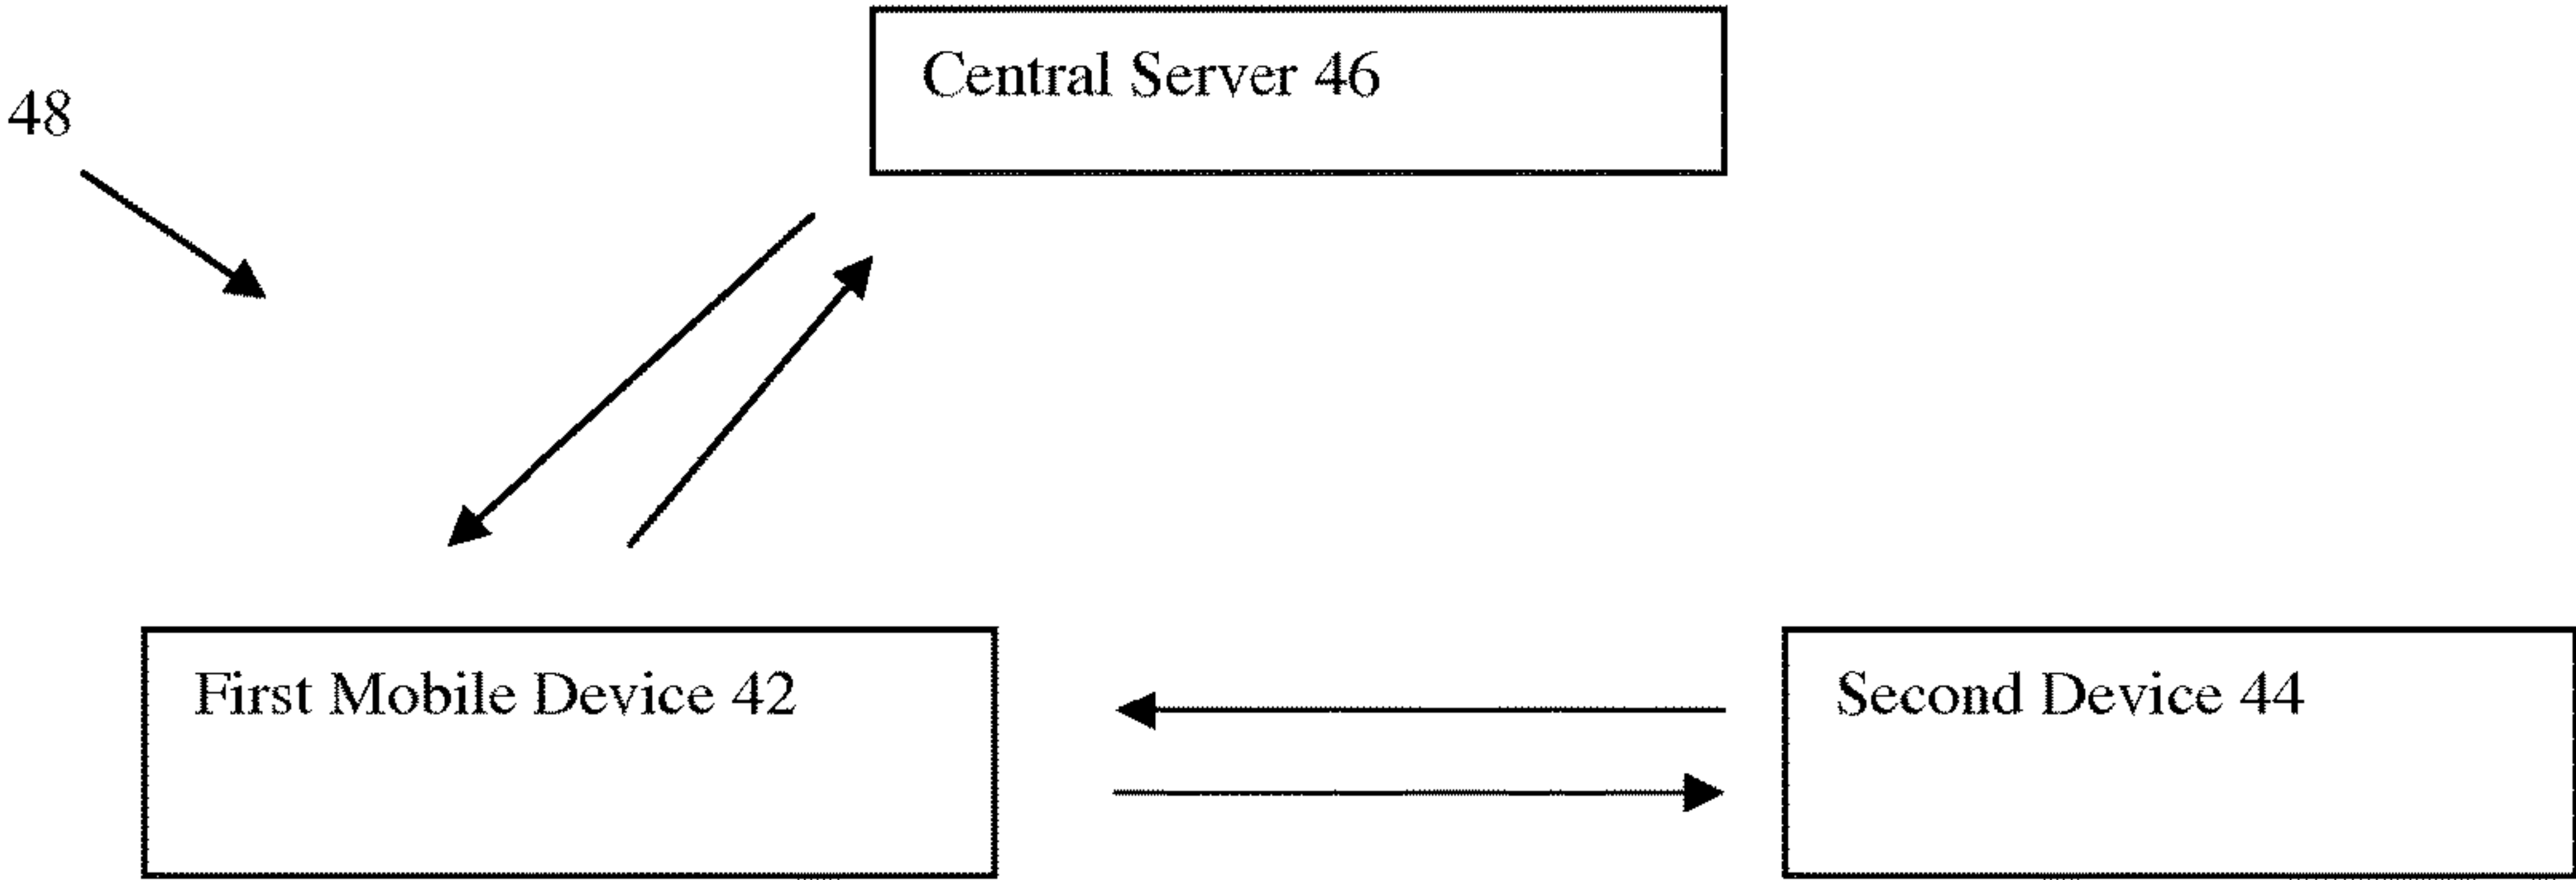 Central Server 46
48
First Mobile Device 42
Second Device 44